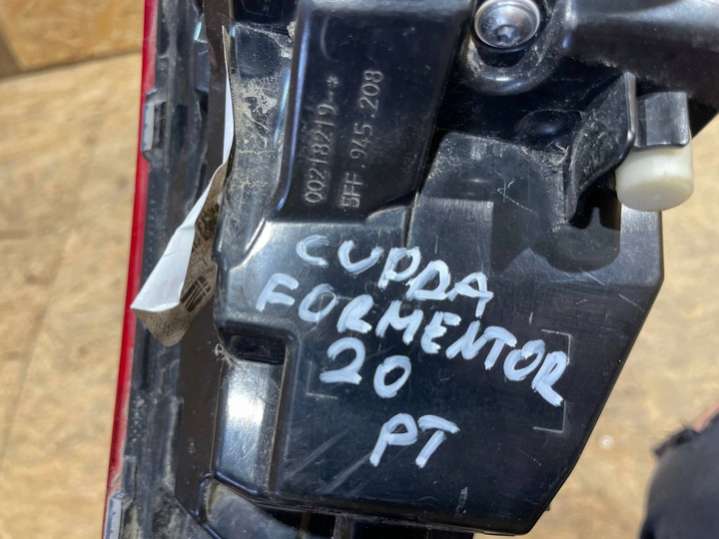 00218219--*
5FF.945.208
CUPRA
FORMENTOR
20
PT